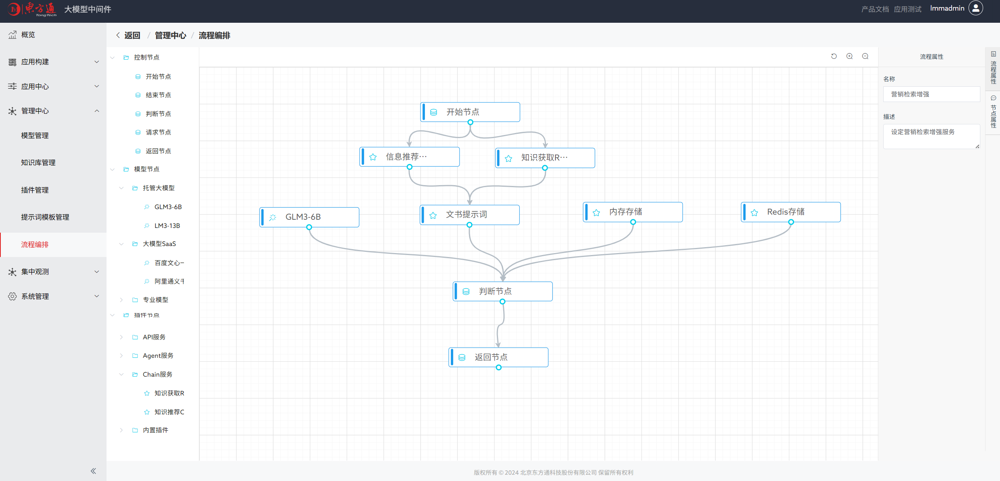 東方通
TongTech
大模型中间件
产品文档
应用测试
lmmadmin
概览
应用构建
应用中心
管理中心
模型管理
知识库管理
插件管理
提示词模板管理
流程编排
集中观测
系统管理
返回 / 管理中心 / 流程编排
控制节点
开始节点
结束节点
判断节点
请求节点
返回节点
模型节点
托管大模型
GLM3-6B
LM3-13B
大模型SaaS
百度文心一
阿里通义千
专业模型
插件节点
API服务
Agent服务
Chain服务
知识获取R
知识推荐C
内置插件
开始节点
信息推荐…
知识获取R…
GLM3-6B
文书提示词
内存存储
Redis存储
判断节点
返回节点
流程属性
名称
营销检索增强
描述
设定营销检索增强服务
流程属性
节点属性
版权所有 © 2024 北京东方通科技股份有限公司 保留所有权利